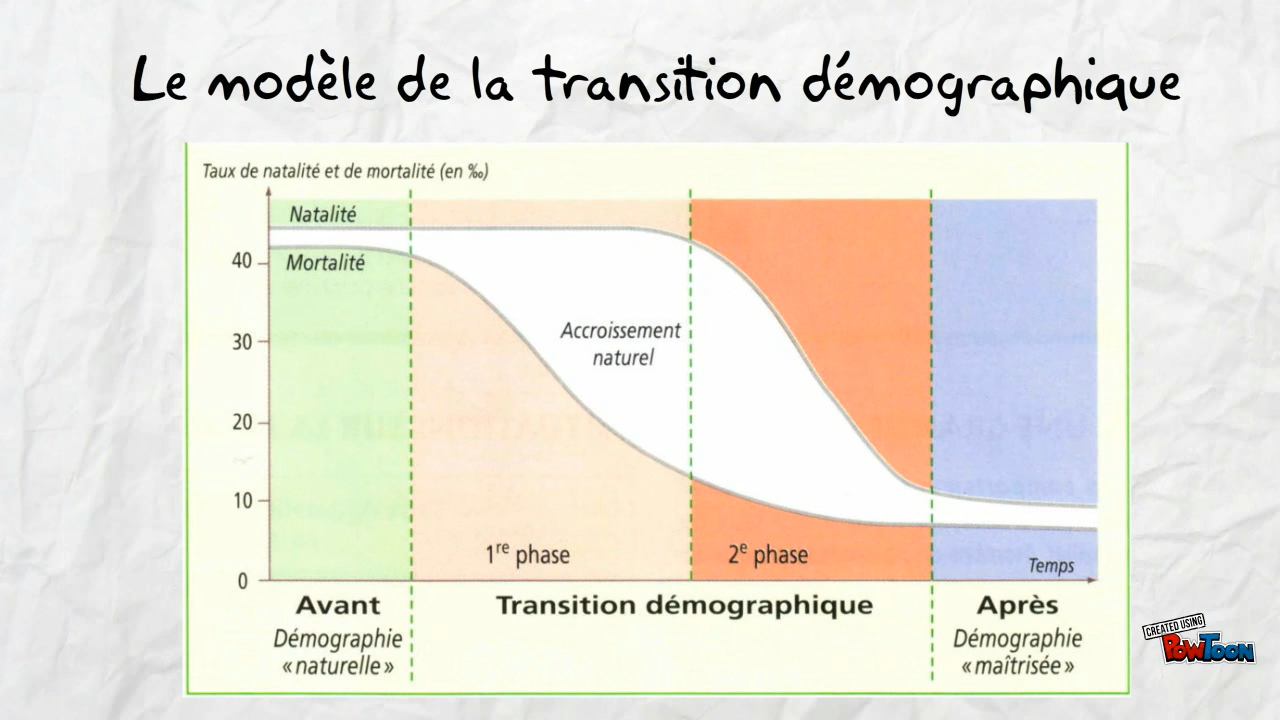 Le modèle de la transition démographique
Taux de natalité et de mortalité (en ‰)
Natalité
Mortalité
40
30
20
10
0
Accroissement
naturel
1re phase
2e phase
Temps
Avant
Démographie
«naturelle»
Transition démographique
Après
Démographie
«maîtrisée»
CREATED USING
POWTOON